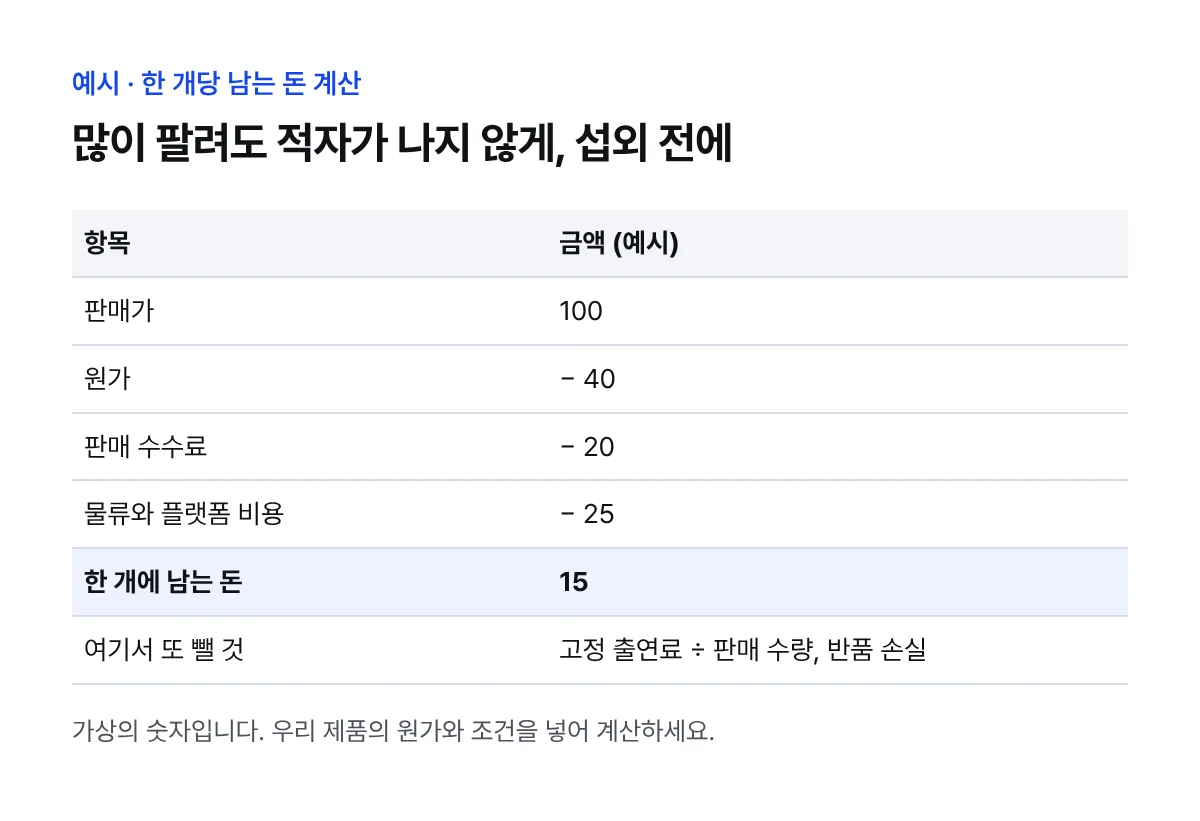 예시 · 한 개당 남는 돈 계산
많이 팔려도 적자가 나지 않게, 섭외 전에
항목 금액 (예시)
판매가 100
원가 − 40
판매 수수료 − 20
물류와 플랫폼 비용 − 25
한 개에 남는 돈 15
여기서 또 뺄 것 고정 출연료 ÷ 판매 수량, 반품 손실
가상의 숫자입니다. 우리 제품의 원가와 조건을 넣어 계산하세요.